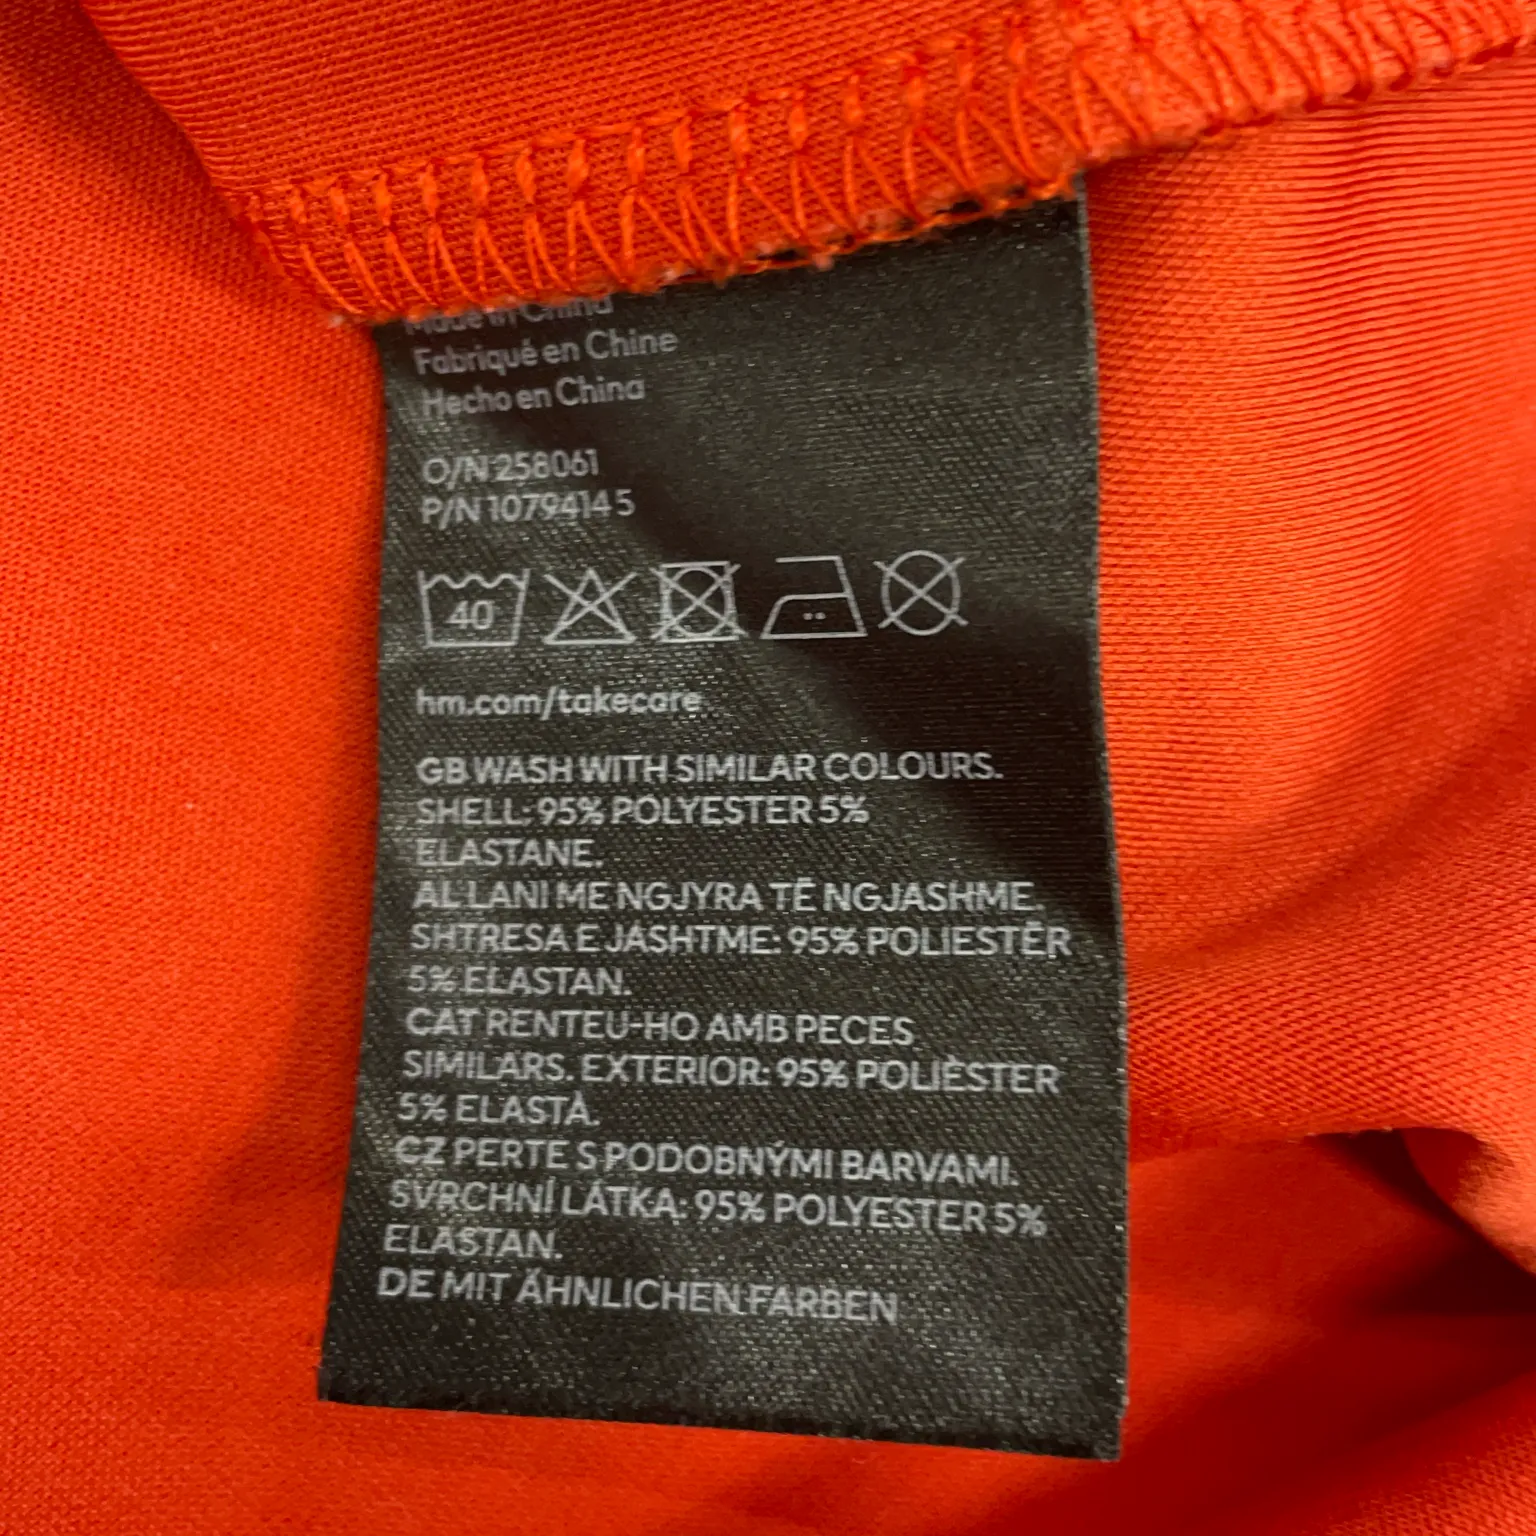 Made in China
Fabriqué en Chine
Hecho en China
O/N 258061
P/N 10794145
40
hm.com/takecare
GB WASH WITH SIMILAR COLOURS.
SHELL: 95% POLYESTER 5%
ELASTANE.
AL LANI ME NGJYRA TË NGJASHME.
SHTRESA E JASHTME: 95% POLIESTËR
5% ELASTAN.
CAT RENTEU-HO AMB PECES
SIMILARS. EXTERIOR: 95% POLIÈSTER
5% ELASTÀ.
CZ PERTE S PODOBNÝMI BARVAMI.
SVRCHNÍ LÁTKA: 95% POLYESTER 5%
ELASTAN.
DE MIT ÄHNLICHEN FARBEN